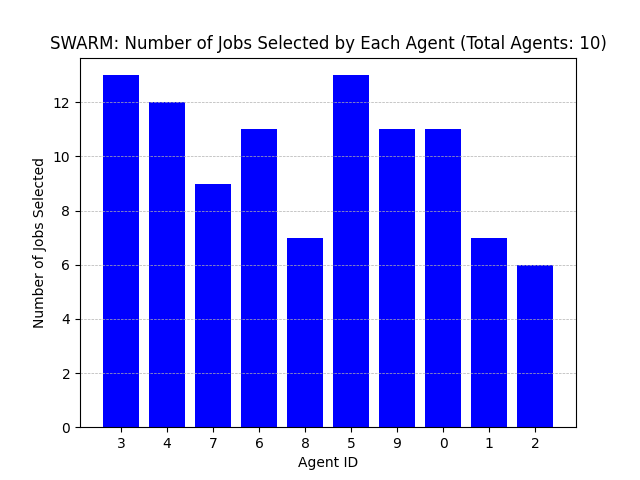 SWARM: Number of Jobs Selected by Each Agent (Total Agents: 10)
Number of Jobs Selected
12
10
8
6
4
2
0
3 4 7 6 8 5 9 0 1 2
Agent ID